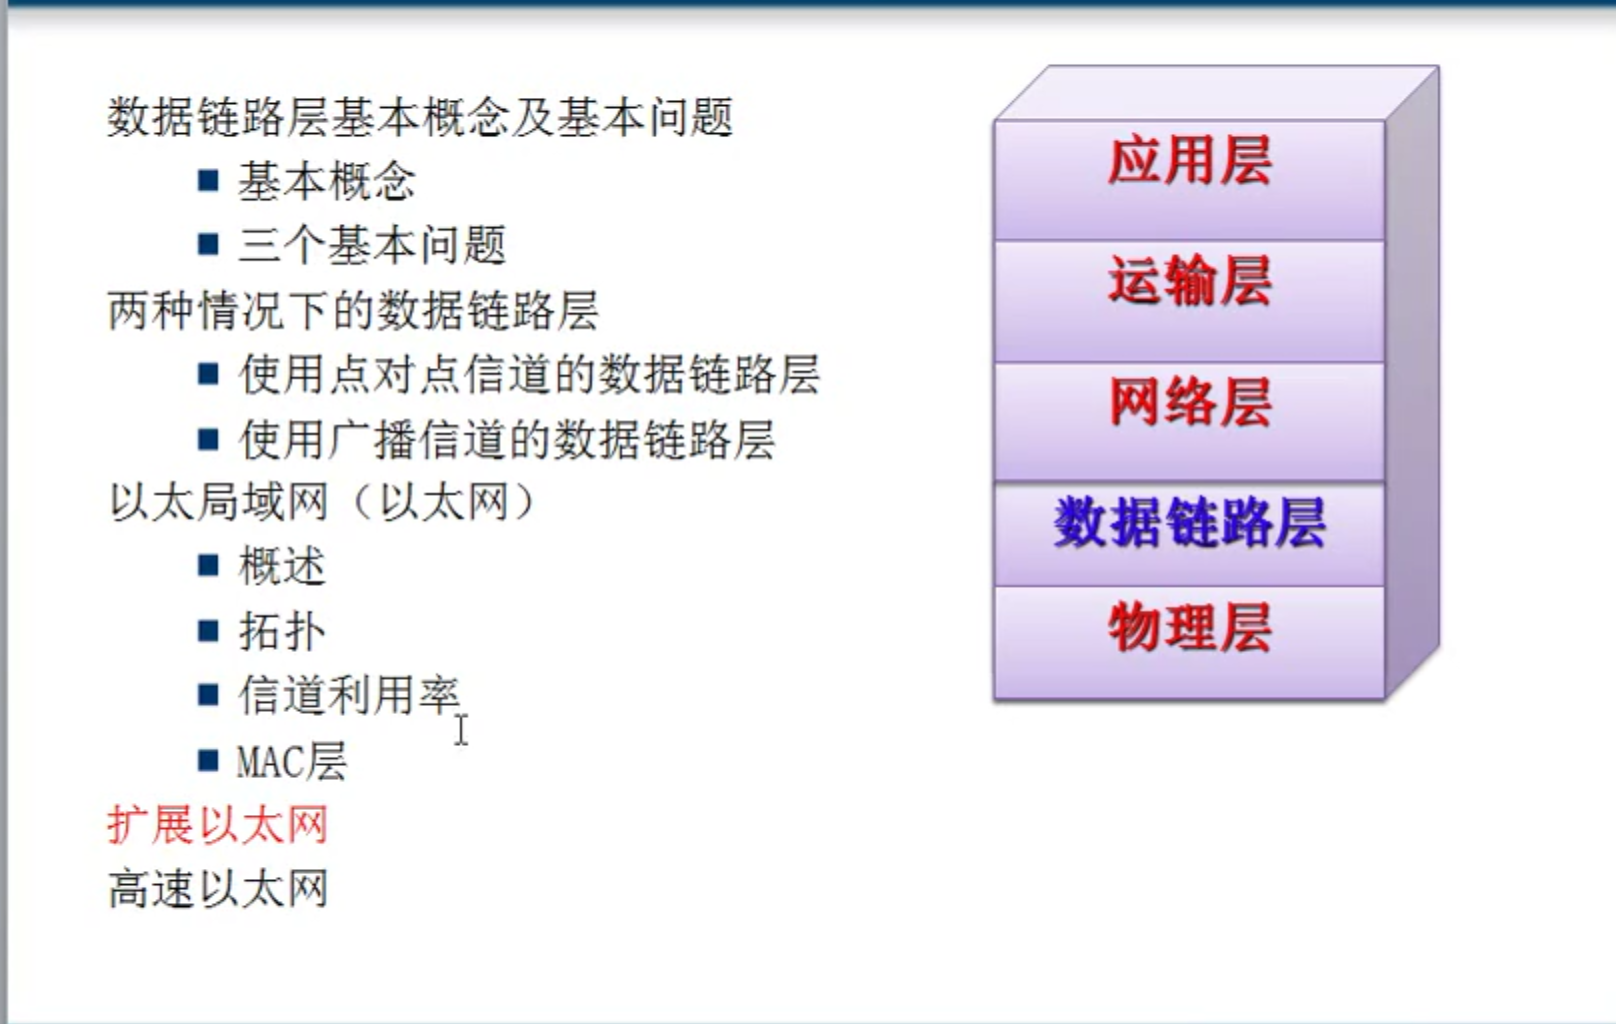 数据链路层基本概念及基本问题
基本概念
三个基本问题
两种情况下的数据链路层
使用点对点信道的数据链路层
使用广播信道的数据链路层
以太局域网（以太网）
概述
拓扑
信道利用率
MAC层
扩展以太网
高速以太网
应用层
运输层
网络层
数据链路层
物理层